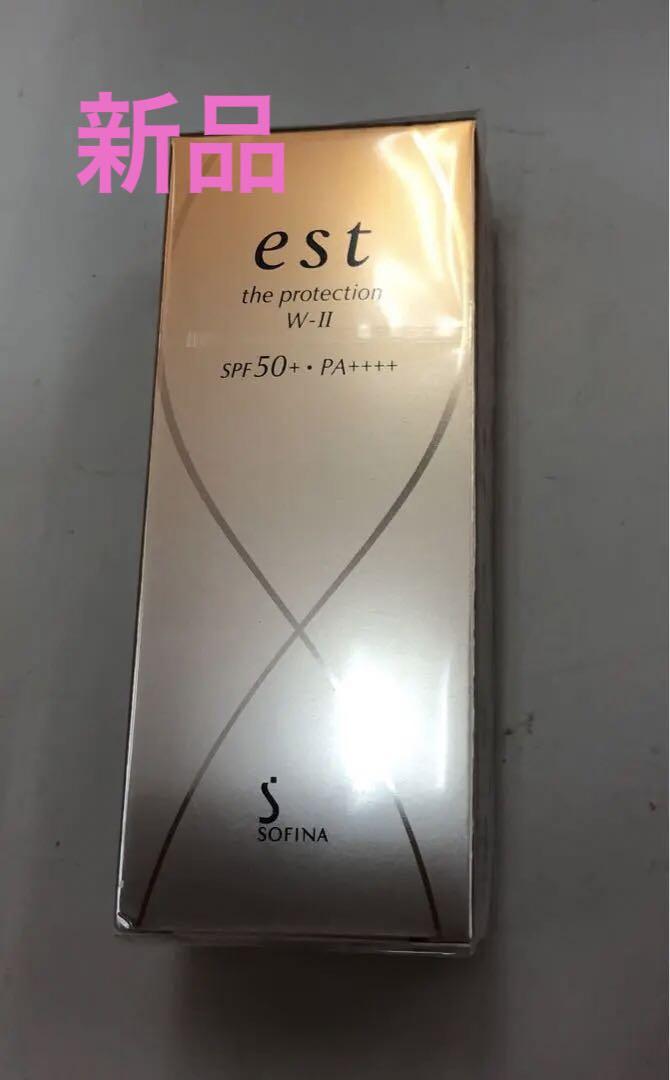 新品
est
the protection
W-II
SPF50+・PA++++
SOFINA